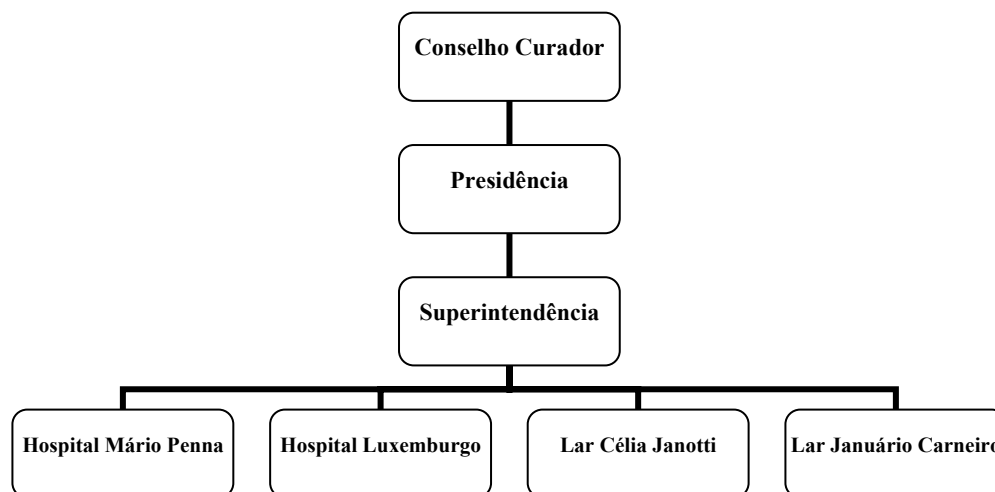 Conselho Curador
Presidência
Superintendência
Hospital Mário Penna
Hospital Luxemburgo
Lar Célia Janotti
Lar Januário Carneiro